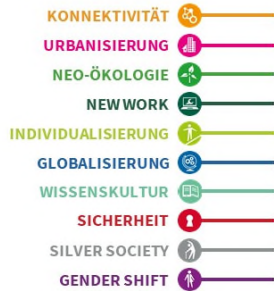 KONNEKTIVITÄT
URBANISIERUNG
NEO-ÖKOLOGIE
NEW WORK
INDIVIDUALISIERUNG
GLOBALISIERUNG
WISSENSKULTUR
SICHERHEIT
SILVER SOCIETY
GENDER SHIFT